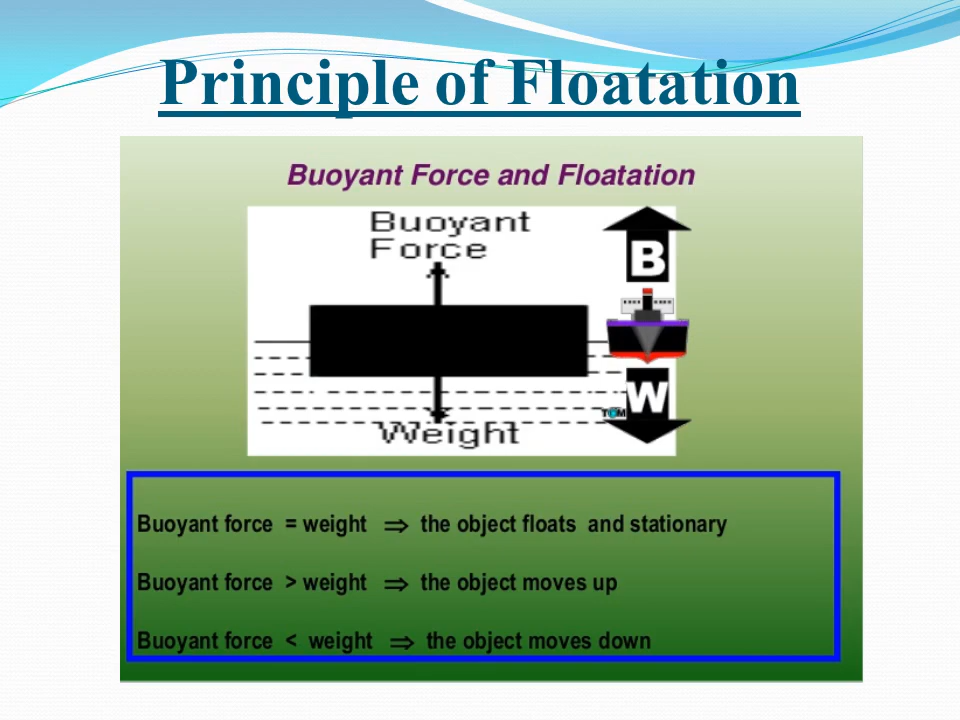 Principle of Floatation
Buoyant Force and Floatation
Buoyant
Force
B
W
TCM
Weight
Buoyant force = weight ⇒ the object floats and stationary
Buoyant force > weight ⇒ the object moves up
Buoyant force < weight ⇒ the object moves down